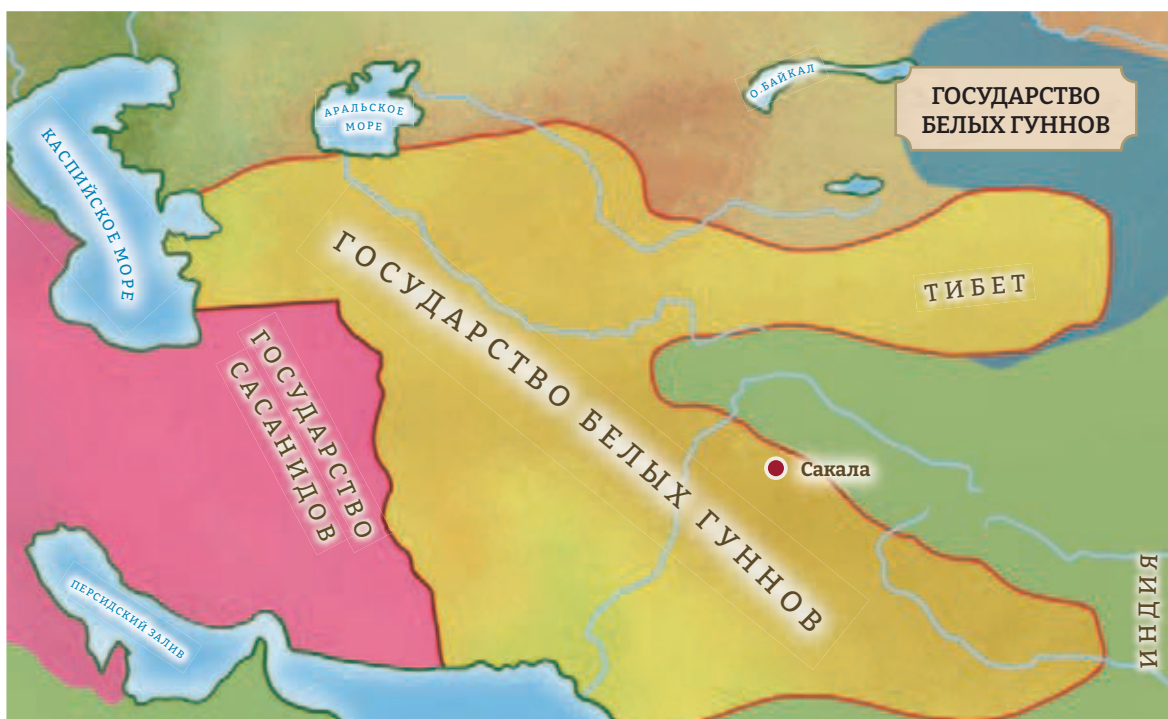 О.БАЙКАЛ
ГОСУДАРСТВО
БЕЛЫХ ГУННОВ
АРАЛЬСКОЕ
МОРЕ
КАСПИЙСКОЕ МОРЕ
ГОСУДАРСТВО БЕЛЫХ ГУННОВ
ТИБЕТ
ГОСУДАРСТВО
САСАНИДОВ
Сакала
ПЕРСИДСКИЙ ЗАЛИВ
ИНДИЯ